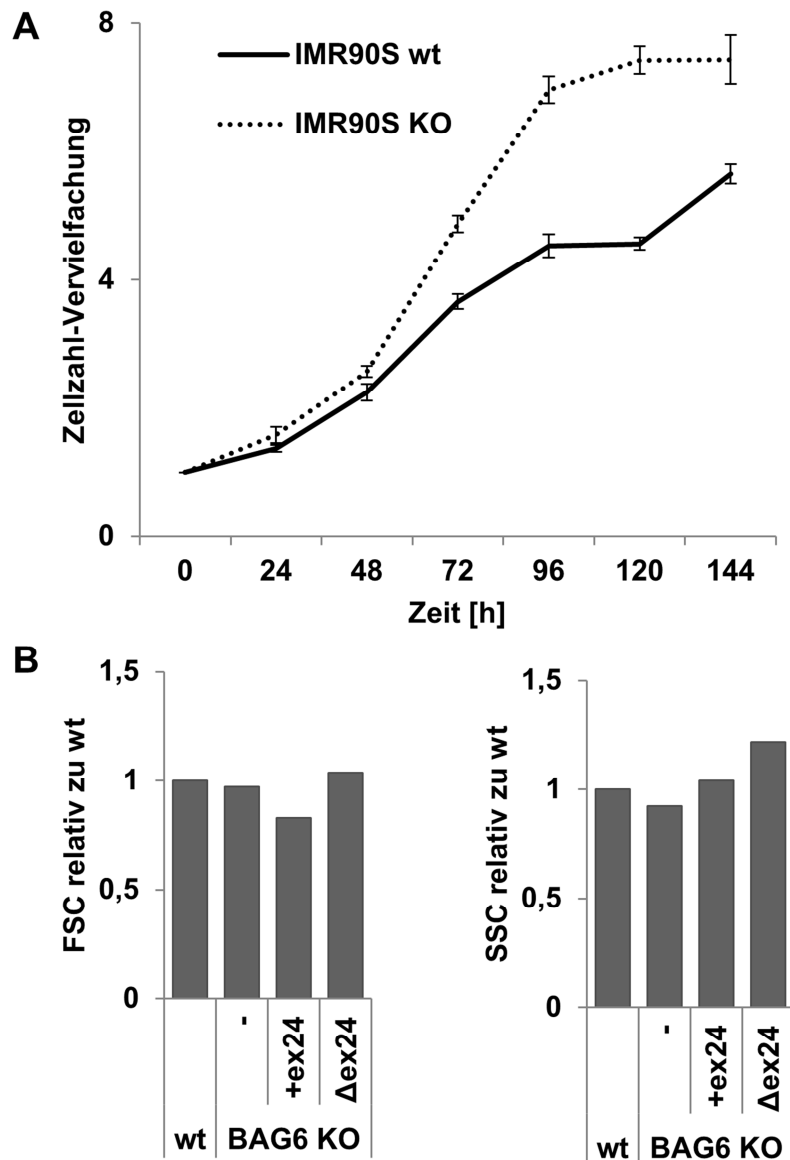 A
8
4
0
Zellzahl-Vervielfachung
IMR90S wt
IMR90S KO
0 24 48 72 96 120 144
Zeit [h]
B
FSC relativ zu wt
1,5
1
0,5
0
- +ex24 Δex24
wt BAG6 KO
SSC relativ zu wt
1,5
1
0,5
0
- +ex24 Δex24
wt BAG6 KO